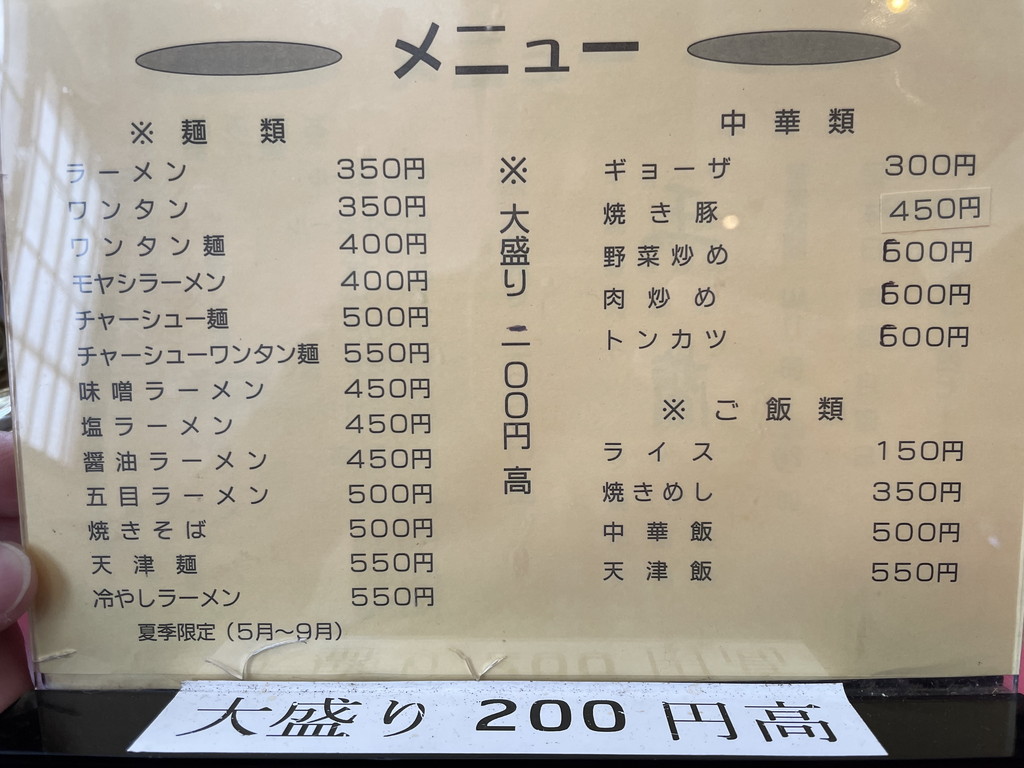 メニュー
※ 麺 類
ラーメン 350円
ワンタン 350円
ワンタン麺 400円
モヤシラーメン 400円
チャーシュー麺 500円
チャーシューワンタン麺 550円
味噌ラーメン 450円
塩ラーメン 450円
醤油ラーメン 450円
五目ラーメン 500円
焼きそば 500円
天津麺 550円
冷やしラーメン 550円
夏季限定（5月〜9月）
※大盛り二〇〇円高
中華類
ギョーザ 300円
焼き豚 450円
野菜炒め 600円
肉炒め 600円
トンカツ 600円
※ ご飯類
ライス 150円
焼きめし 350円
中華飯 500円
天津飯 550円
大盛り 200 円高